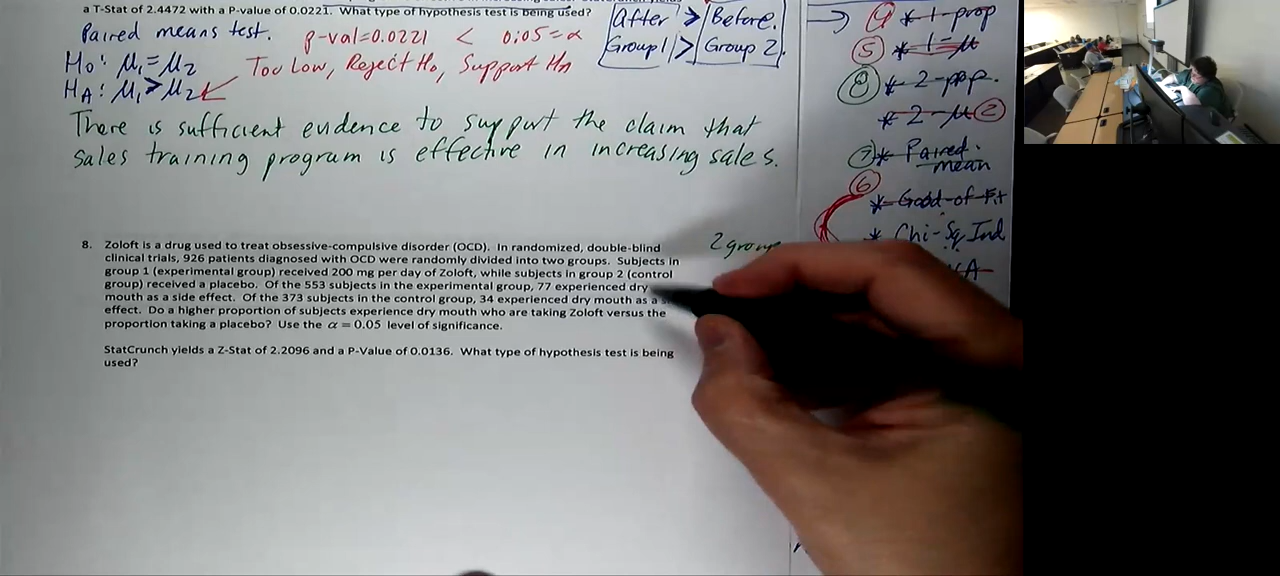 a T-Stat of 2.4472 with a P-value of 0.0221. What type of hypothesis test is being used?
Paired means test. p-val=0.0221 < 0.05=α
H₀: μ₁=μ₂ Too Low, Reject H₀, Support HA
HA: μ₁>μ₂
After > Before.
Group 1 > Group 2.
There is sufficient evidence to support the claim that
sales training program is effective in increasing sales.
8. Zoloft is a drug used to treat obsessive-compulsive disorder (OCD). In randomized, double-blind
clinical trials, 926 patients diagnosed with OCD were randomly divided into two groups. Subjects in
group 1 (experimental group) received 200 mg per day of Zoloft, while subjects in group 2 (control
group) received a placebo. Of the 553 subjects in the experimental group, 77 experienced dry
mouth as a side effect. Of the 373 subjects in the control group, 34 experienced dry mouth as a
effect. Do a higher proportion of subjects experience dry mouth who are taking Zoloft versus the
proportion taking a placebo? Use the α = 0.05 level of significance.
StatCrunch yields a Z-Stat of 2.2096 and a P-Value of 0.0136. What type of hypothesis test is being
used?
2
* 1-prop
⑤ * 1-μ
⑧ * 2-prop.
* 2-μ ②
⑦ * Paired.
mean
⑥
* Good-of-Fit
* Chi-Sq Ind